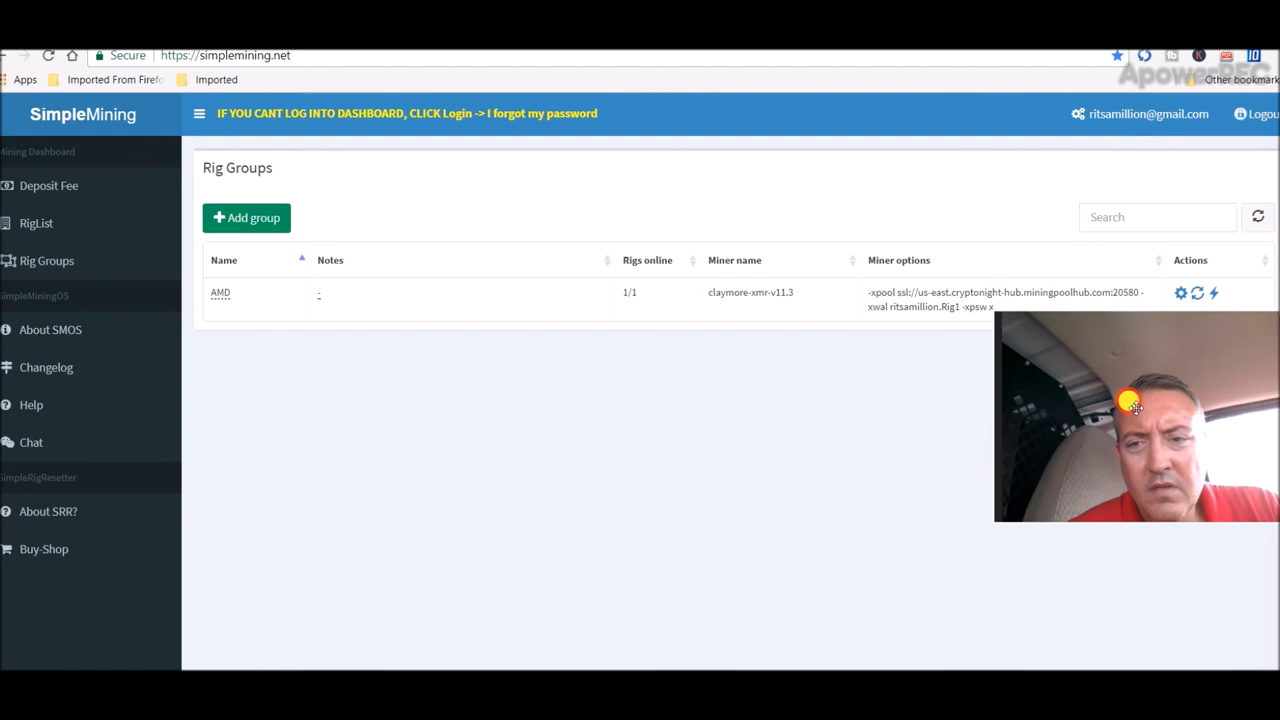 Secure https://simplemining.net
Apps Imported From Firefo Imported Other bookmark
ApowerREC
SimpleMining IF YOU CANT LOG INTO DASHBOARD, CLICK Login -> I forgot my password ritsamillion@gmail.com Logou
Mining Dashboard
Deposit Fee
RigList
Rig Groups
SimpleMiningOS
About SMOS
Changelog
Help
Chat
SimpleRigResetter
About SRR?
Buy-Shop
Rig Groups
Add group Search
Name Notes Rigs online Miner name Miner options Actions
AMD - 1/1 claymore-xmr-v11.3 -xpool ssl://us-east.cryptonight-hub.miningpoolhub.com:20580 -
xwal ritsamillion.Rig1 -xpsw x